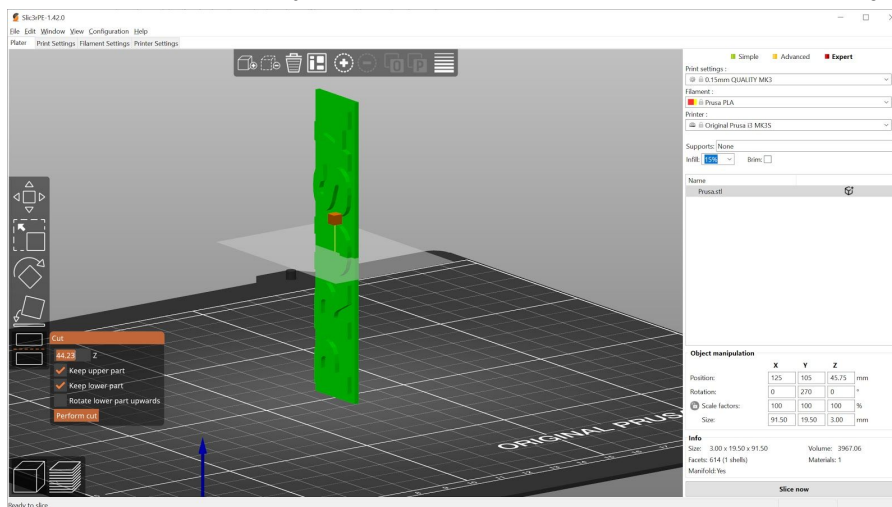 Slic3rPE-1.42.0
File Edit Window View Configuration Help
Plater Print Settings Filament Settings Printer Settings
Simple Advanced Expert
Print settings :
0.15mm QUALITY MK3
Filament :
Prusa PLA
Printer :
Original Prusa i3 MK3S
Supports: None
Infill: 15% Brim:
Name
Prusa.stl
Cut
44.23 Z
Keep upper part
Keep lower part
Rotate lower part upwards
Perform cut
ORIGINAL PRUSA
Object manipulation
X Y Z
Position: 125 105 45.75 mm
Rotation: 0 270 0 °
Scale factors: 100 100 100 %
Size: 91.50 19.50 3.00 mm
Info
Size: 3.00 x 19.50 x 91.50 Volume: 3967.06
Facets: 614 (1 shells) Materials: 1
Manifold: Yes
Slice now
Ready to slice